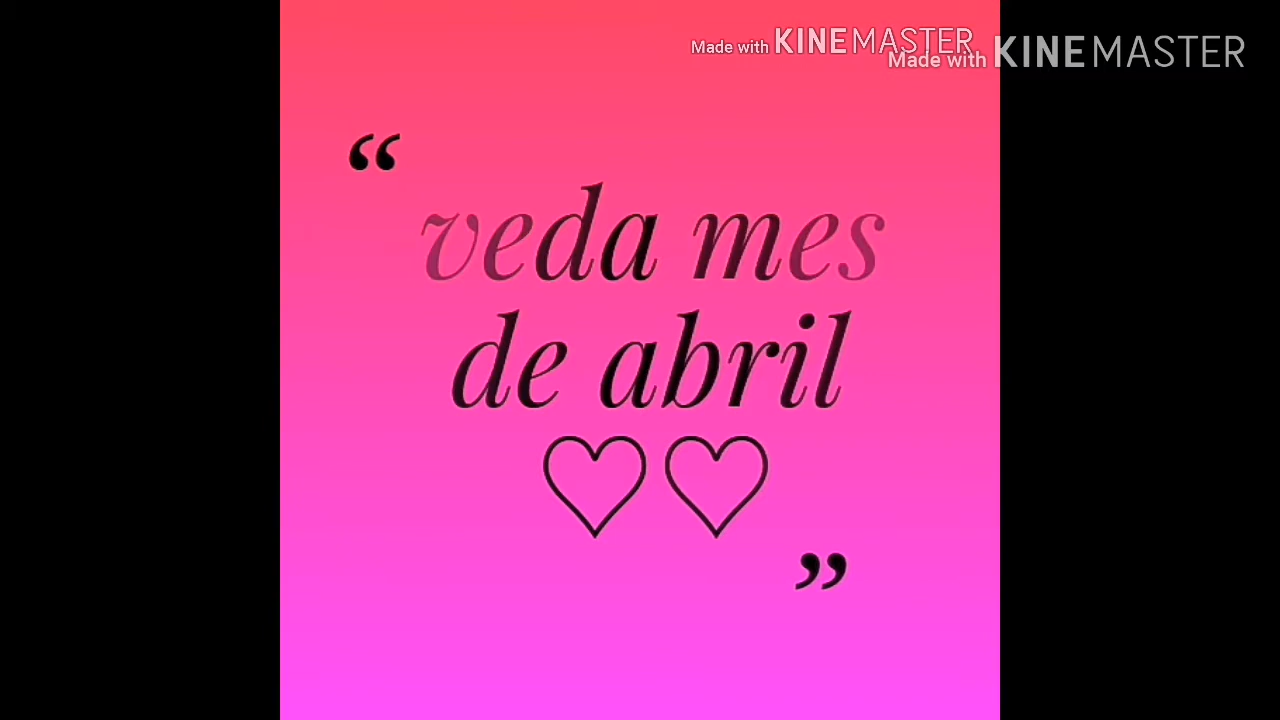 Made with KINEMASTER
Made with KINEMASTER
“
veda mes
de abril
♡♡
”